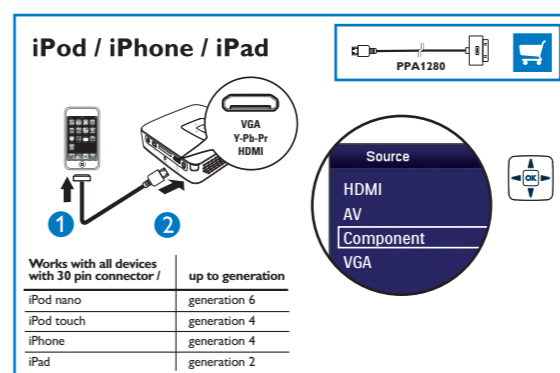 iPod / iPhone / iPad
PPA1280
VGA
Y-Pb-Pr
HDMI
1
2
Source
HDMI
AV
Component
VGA
OK
Works with all devices
with 30 pin connector / up to generation
iPod nano generation 6
iPod touch generation 4
iPhone generation 4
iPad generation 2